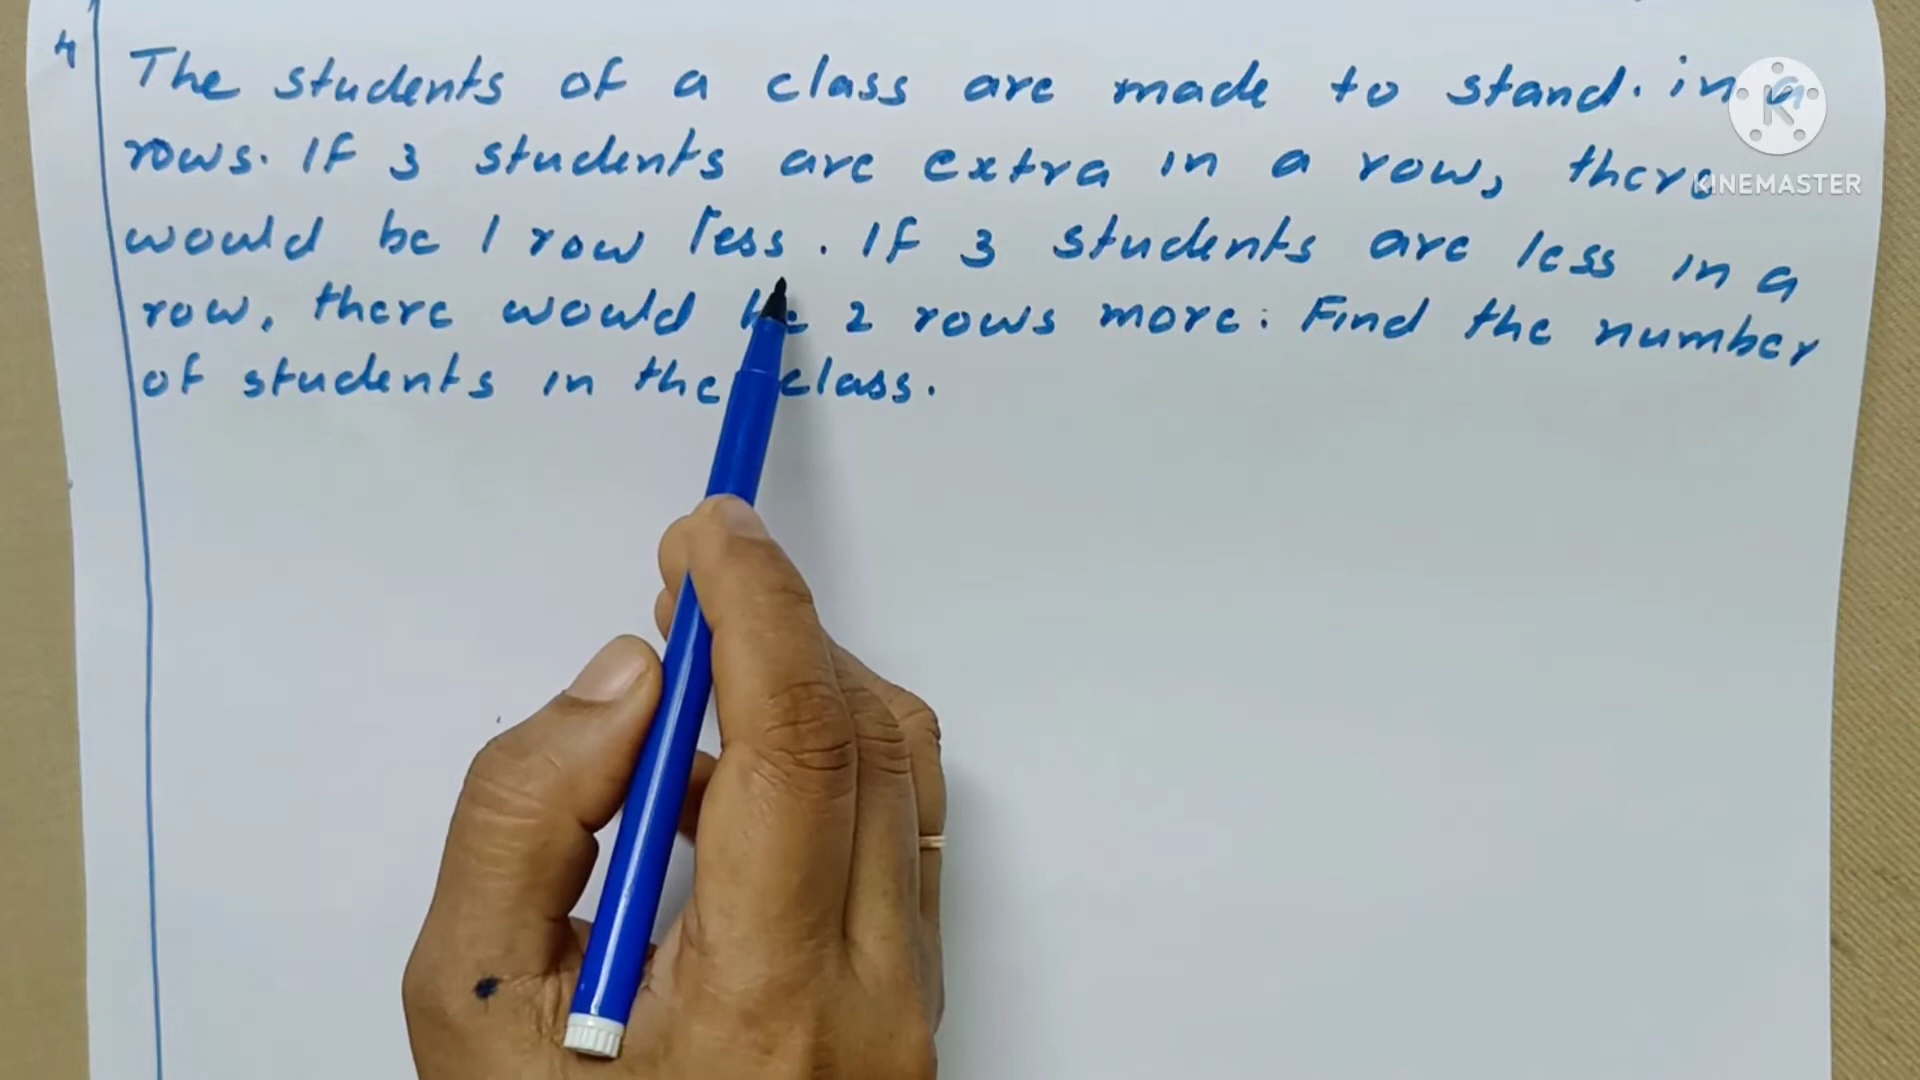 4
The students of a class are made to stand. in a
rows. If 3 students are extra in a row, there
KINEMASTER
would be 1 row less. If 3 students are less in a
row, there would be 2 rows more. Find the number
of students in the class.